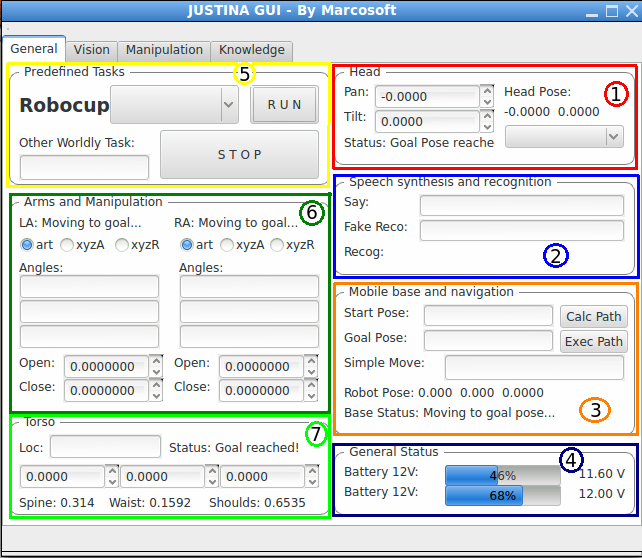 JUSTINA GUI - By Marcosoft
General Vision Manipulation Knowledge
Predefined Tasks 5
Robocup RUN
Other Worldly Task:
STOP
Head 1
Pan: -0.0000 Head Pose:
Tilt: 0.0000 -0.0000 0.0000
Status: Goal Pose reache
Arms and Manipulation 6
LA: Moving to goal... RA: Moving to goal...
art xyzA xyzR art xyzA xyzR
Angles: Angles:
Open: 0.0000000 Open: 0.0000000
Close: 0.0000000 Close: 0.0000000
Speech synthesis and recognition
Say:
Fake Reco:
Recog: 2
Mobile base and navigation
Start Pose: Calc Path
Goal Pose: Exec Path
Simple Move:
Robot Pose: 0.000 0.000 0.0000
Base Status: Moving to goal pose... 3
Torso 7
Loc: Status: Goal reached!
0.0000 0.0000 0.0000
Spine: 0.314 Waist: 0.1592 Shoulds: 0.6535
General Status 4
Battery 12V: 46% 11.60 V
Battery 12V: 68% 12.00 V